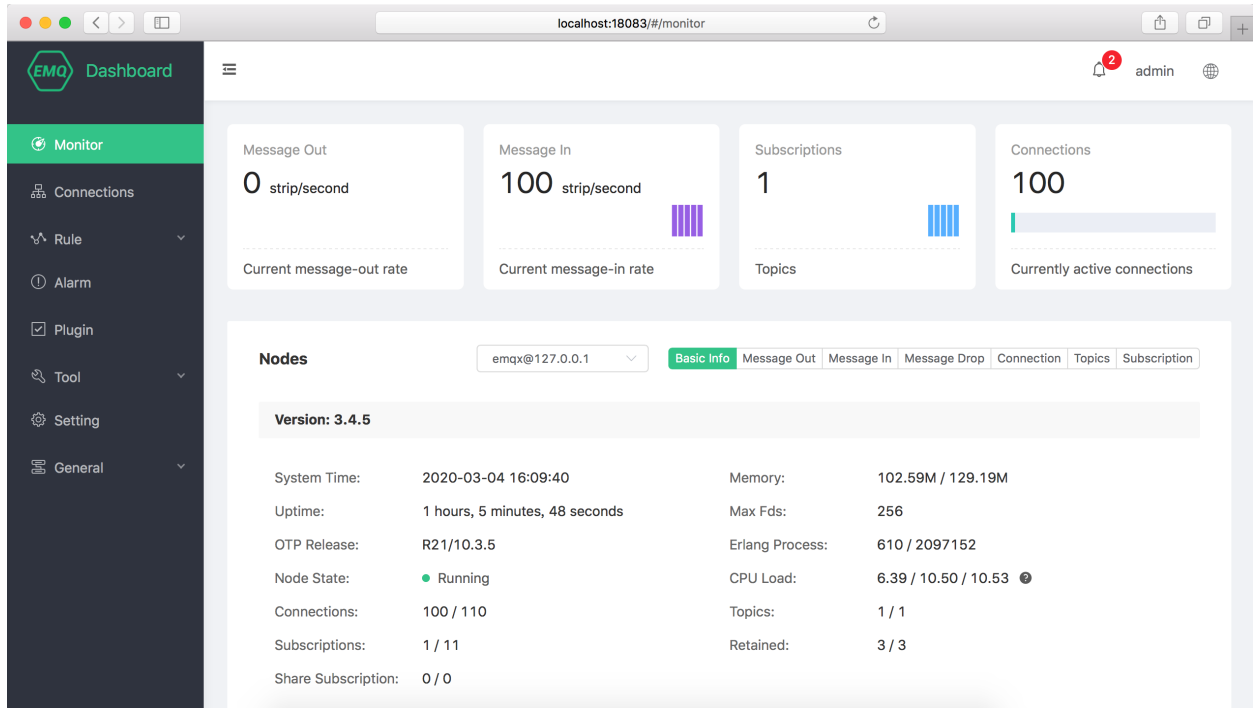 localhost:18083/#/monitor
EMQ Dashboard
2
admin
Monitor
Connections
Rule
Alarm
Plugin
Tool
Setting
General
Message Out
0 strip/second
Current message-out rate
Message In
100 strip/second
Current message-in rate
Subscriptions
1
Topics
Connections
100
Currently active connections
Nodes
emqx@127.0.0.1
Basic Info Message Out Message In Message Drop Connection Topics Subscription
Version: 3.4.5
System Time: 2020-03-04 16:09:40
Memory: 102.59M / 129.19M
Uptime: 1 hours, 5 minutes, 48 seconds
Max Fds: 256
OTP Release: R21/10.3.5
Erlang Process: 610 / 2097152
Node State: Running
CPU Load: 6.39 / 10.50 / 10.53 ?
Connections: 100 / 110
Topics: 1 / 1
Subscriptions: 1 / 11
Retained: 3 / 3
Share Subscription: 0 / 0